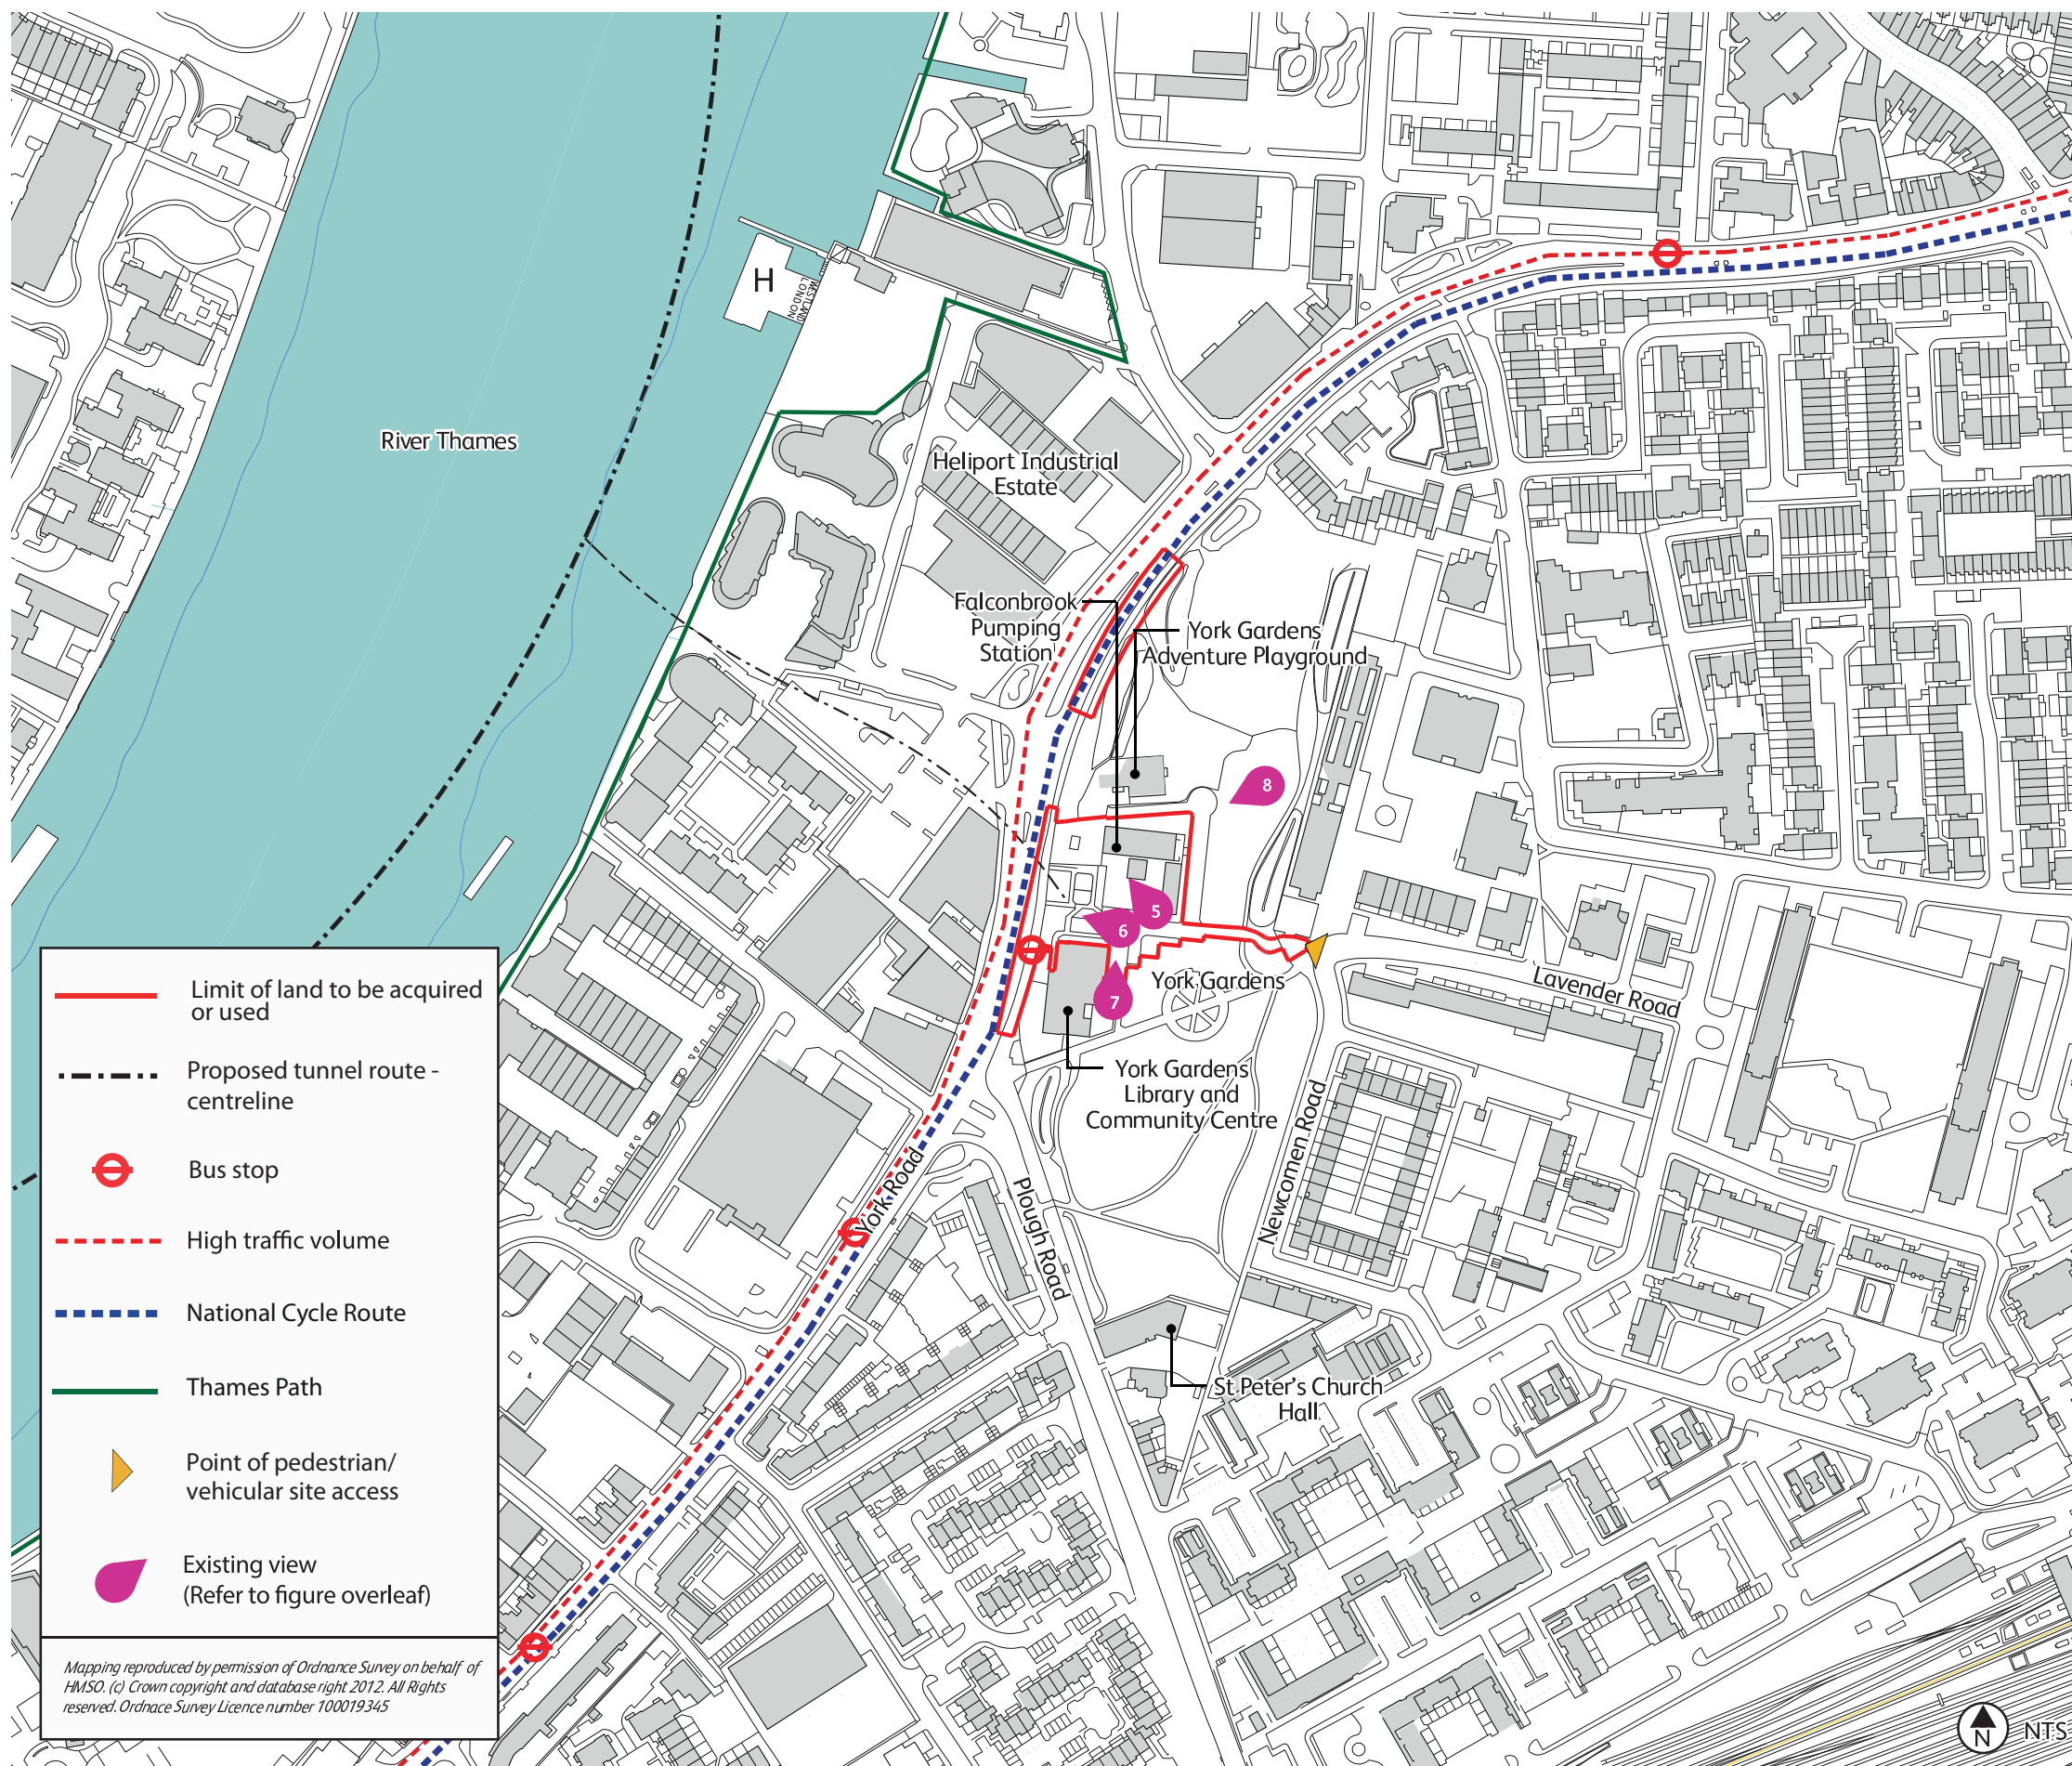 H
WESTLAND
LONDON
River Thames
Heliport Industrial
Estate
Falconbrook
Pumping
Station
York Gardens
Adventure Playground
8
5
6
7
York Gardens
Lavender Road
York Gardens
Library and
Community Centre
Newcomen Road
York Road
Plough Road
St Peter's Church
Hall
Limit of land to be acquired
or used
Proposed tunnel route -
centreline
Bus stop
High traffic volume
National Cycle Route
Thames Path
Point of pedestrian/
vehicular site access
Existing view
(Refer to figure overleaf)
Mapping reproduced by permission of Ordnance Survey on behalf of
HMSO. (c) Crown copyright and database right 2012. All Rights
reserved. Ordnace Survey Licence number 100019345
N
NTS